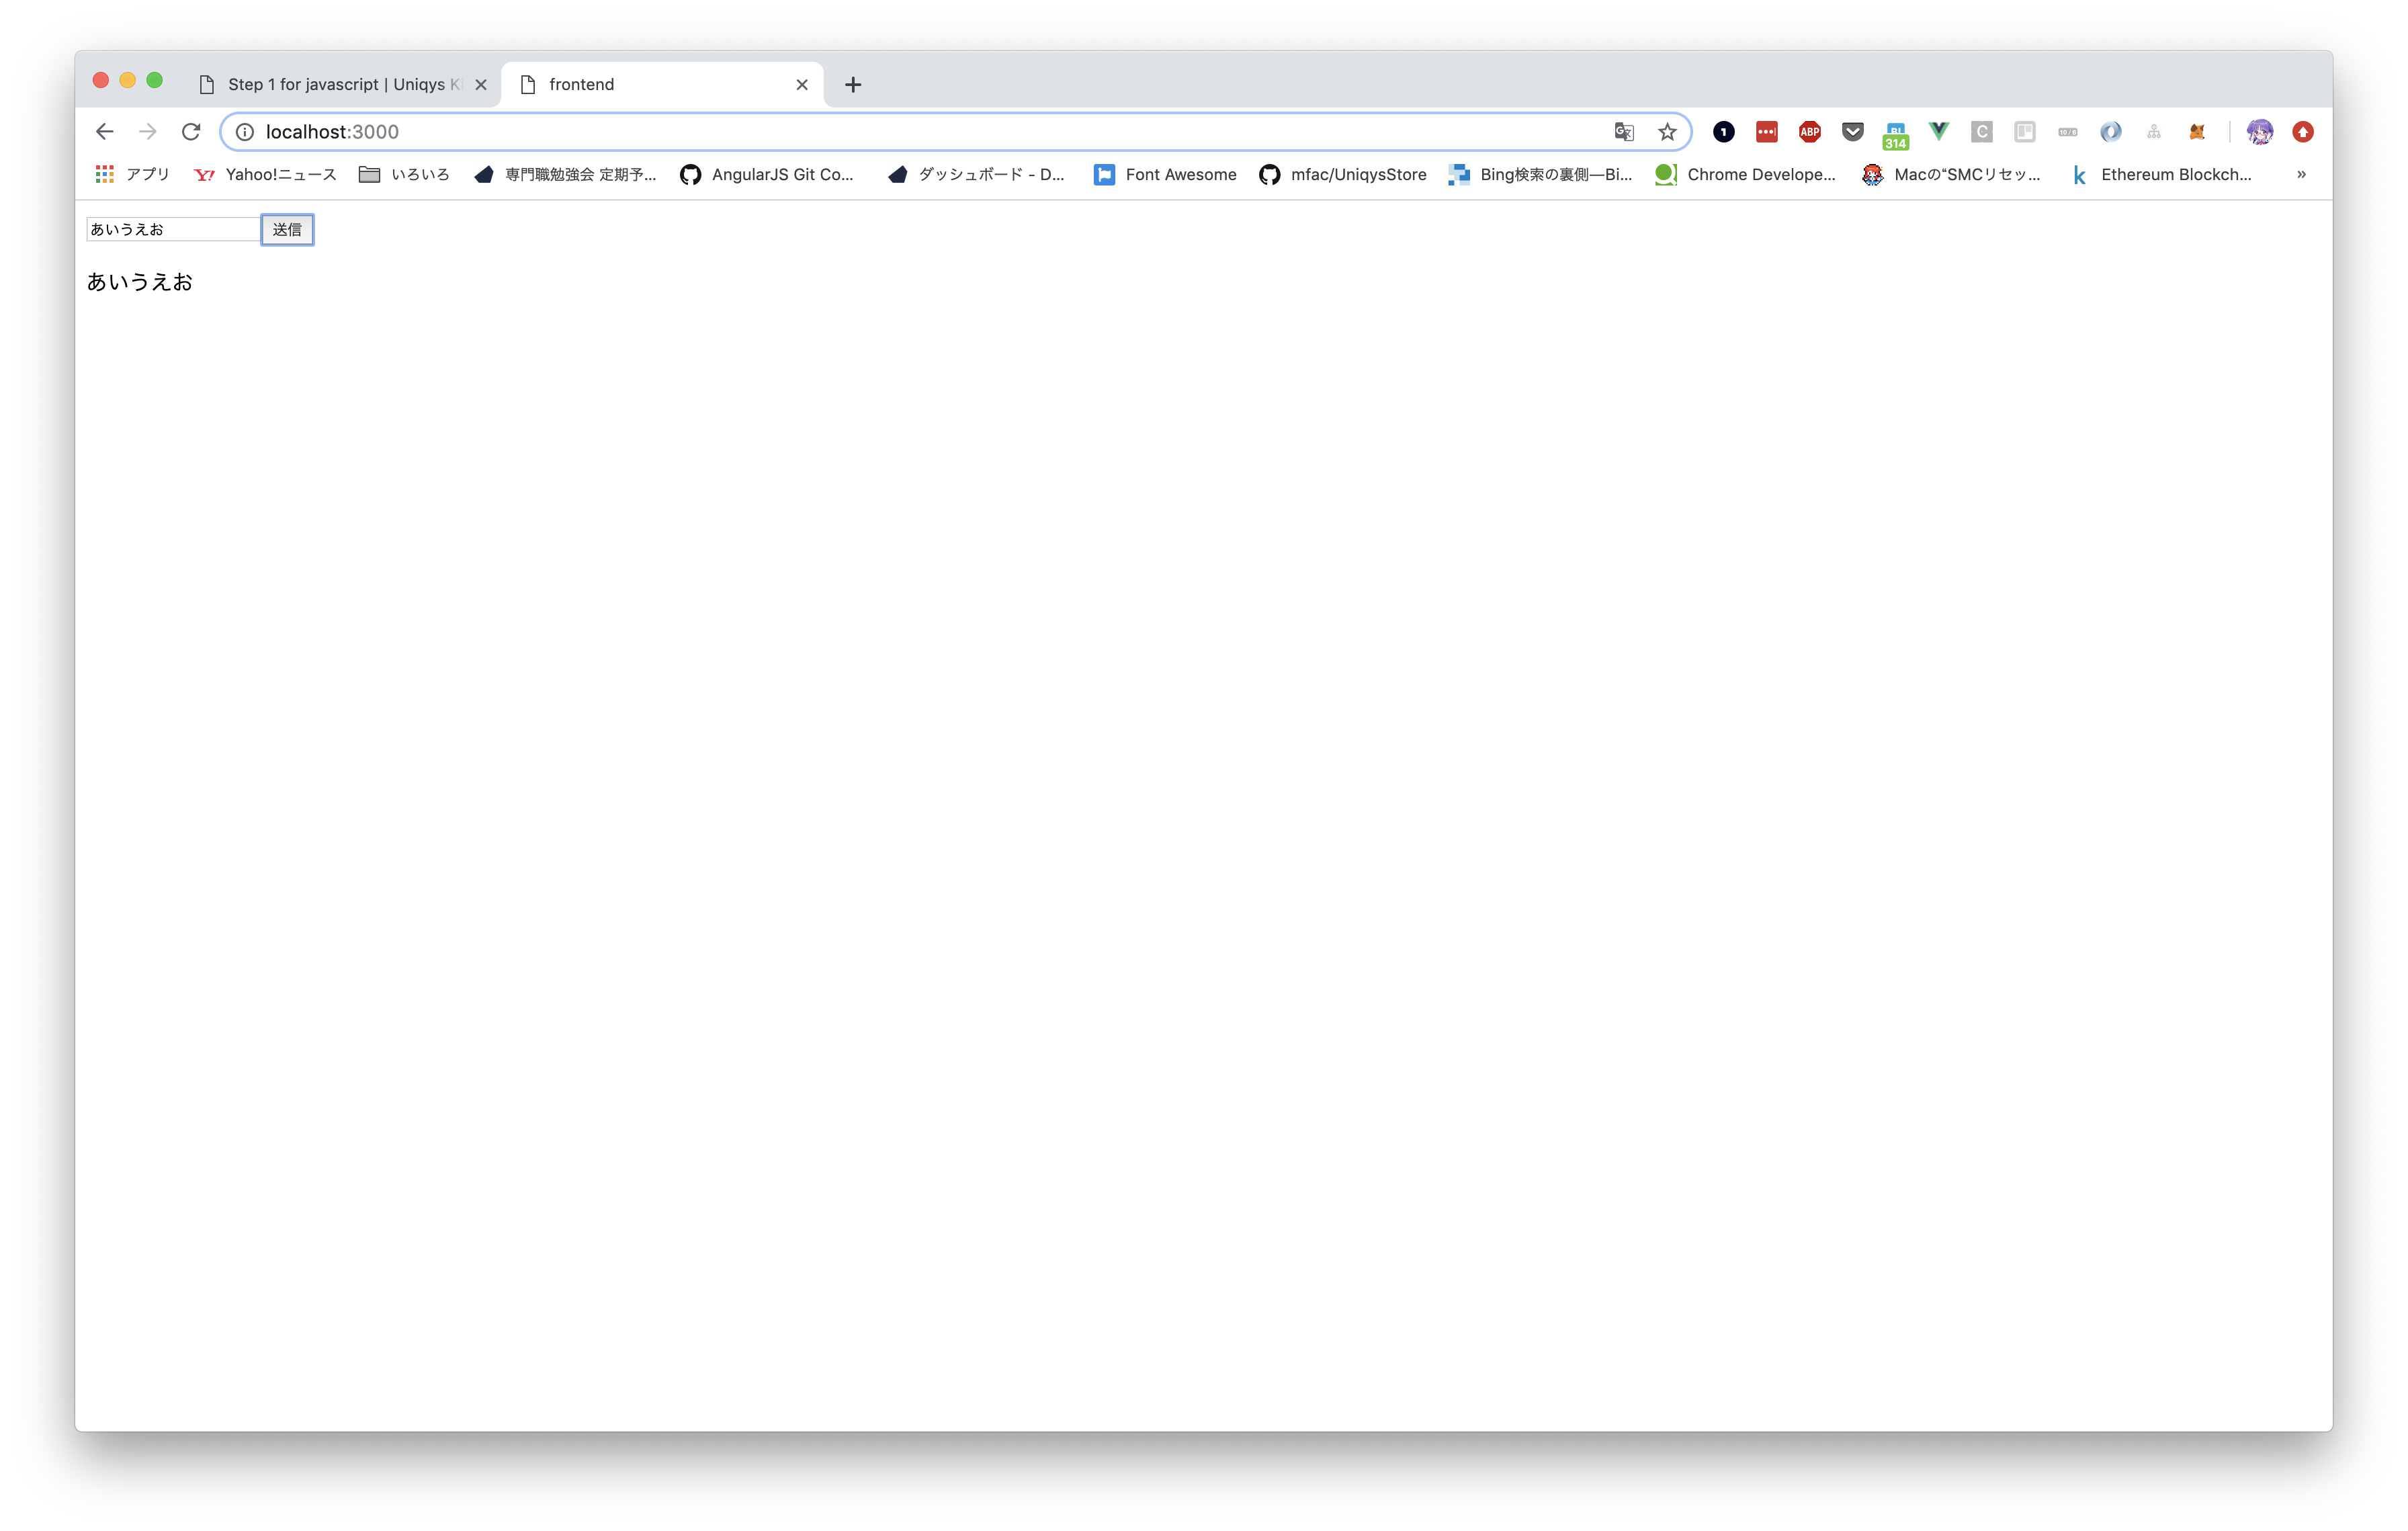 Step 1 for javascript | Uniqys Ki
frontend
localhost:3000
1
ABP
B!
314
C
10/6
アプリ Y! Yahoo!ニュース いろいろ 専門職勉強会 定期予... AngularJS Git Co... ダッシュボード - D... Font Awesome mfac/UniqysStore Bing検索の裏側—Bi... Chrome Develope... Macの“SMCリセッ... k Ethereum Blockch... »
あいうえお 送信
あいうえお